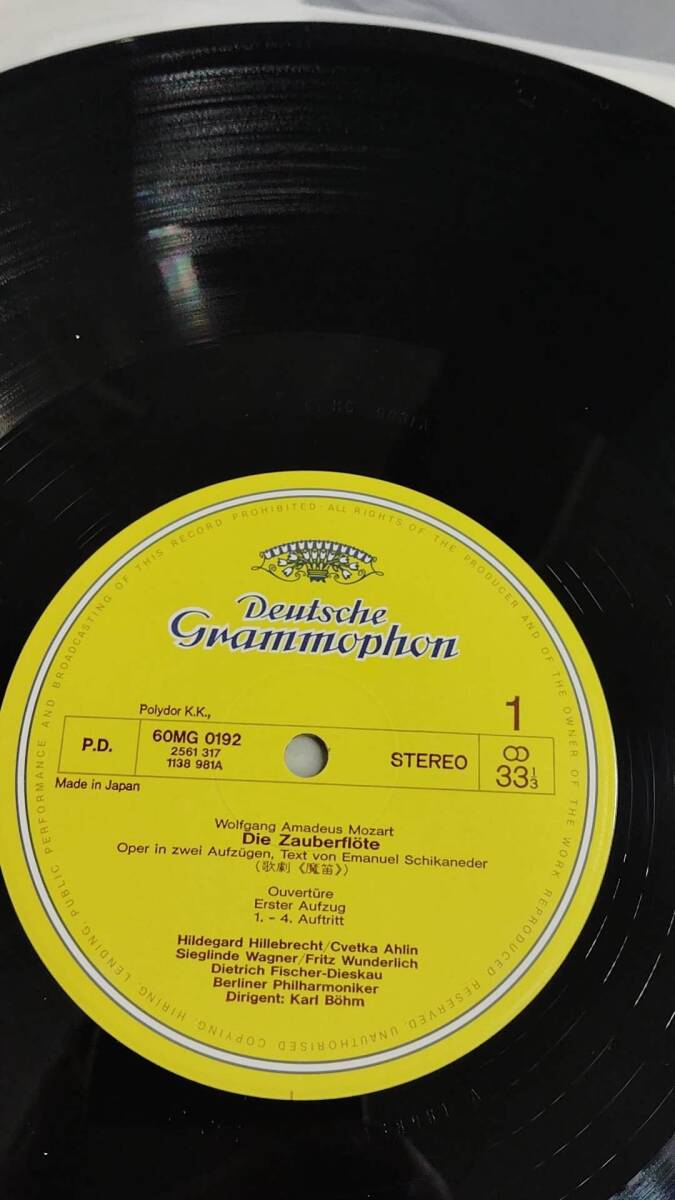 Deutsche
Grammophon
Polydor K.K.,
1
P.D.
60MG 0192
2561 317
1138 981A
STEREO
33 1/3
Made in Japan
Wolfgang Amadeus Mozart
Die Zauberflöte
Oper in zwei Aufzügen, Text von Emanuel Schikaneder
(歌劇《魔笛》)
Ouvertüre
Erster Aufzug
1. - 4. Auftritt
Hildegard Hillebrecht/Cvetka Ahlin
Sieglinde Wagner/Fritz Wunderlich
Dietrich Fischer-Dieskau
Berliner Philharmoniker
Dirigent: Karl Böhm
ALL RIGHTS OF THE PRODUCER AND OF THE OWNER OF THE WORK REPRODUCED RESERVED. UNAUTHORISED COPYING, HIRING, LENDING, PUBLIC PERFORMANCE AND BROADCASTING OF THIS RECORD PROHIBITED -